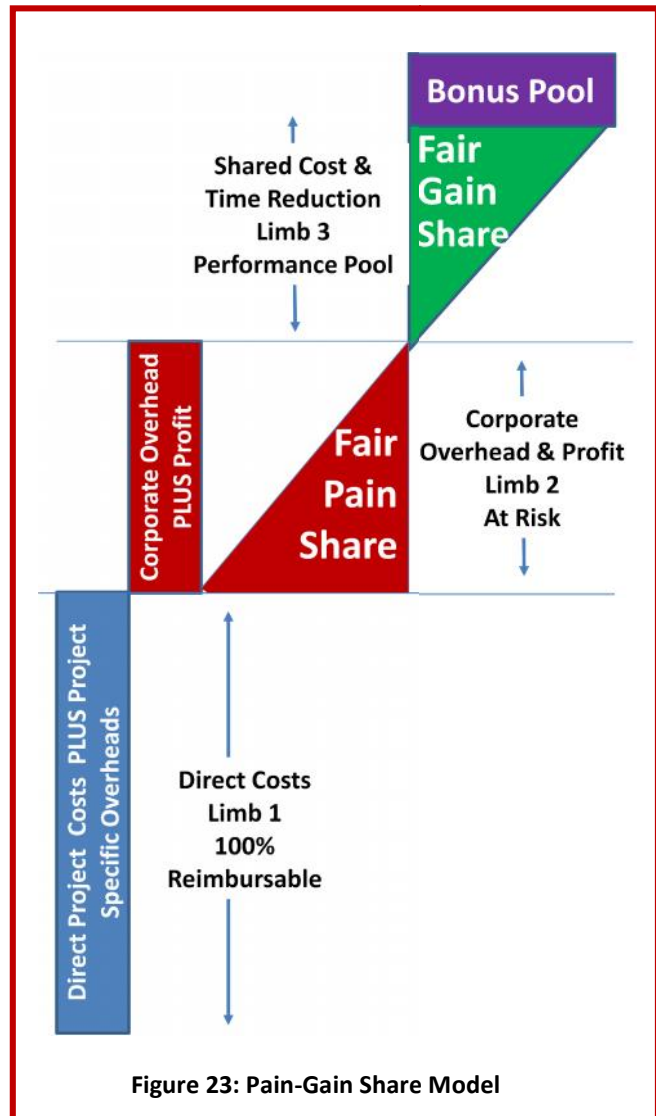 Bonus Pool
Fair
Gain
Share
Shared Cost &
Time Reduction
Limb 3
Performance Pool
Corporate Overhead
PLUS Profit
Fair
Pain
Share
Corporate
Overhead & Profit
Limb 2
At Risk
Direct Project Costs PLUS Project
Specific Overheads
Direct Costs
Limb 1
100%
Reimbursable
Figure 23: Pain-Gain Share Model